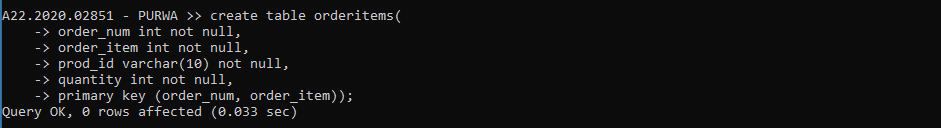 A22.2020.02851 - PURWA >> create table orderitems(
-> order_num int not null,
-> order_item int not null,
-> prod_id varchar(10) not null,
-> quantity int not null,
-> primary key (order_num, order_item));
Query OK, 0 rows affected (0.033 sec)